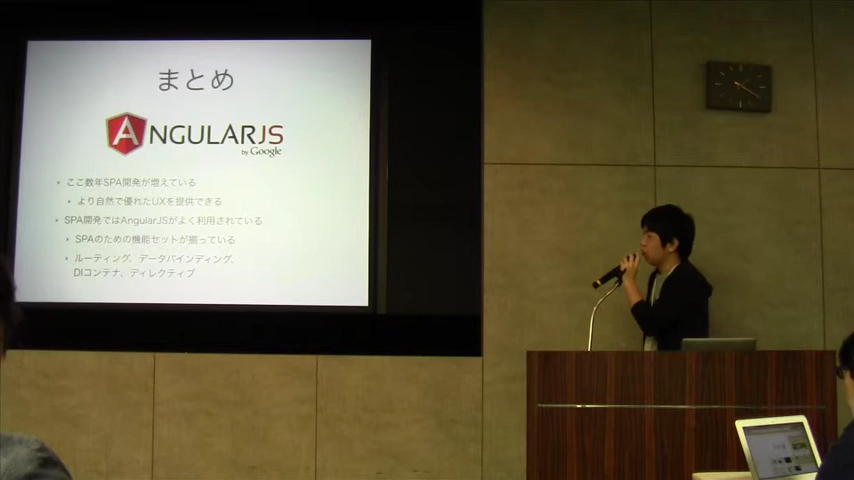 まとめ
ANGULARJS
by Google
ここ数年SPA開発が増えている
より自然で優れたUXを提供できる
SPA開発ではAngularJSがよく利用されている
SPAのための機能セットが揃っている
ルーティング、データバインディング、
DIコンテナ、ディレクティブ